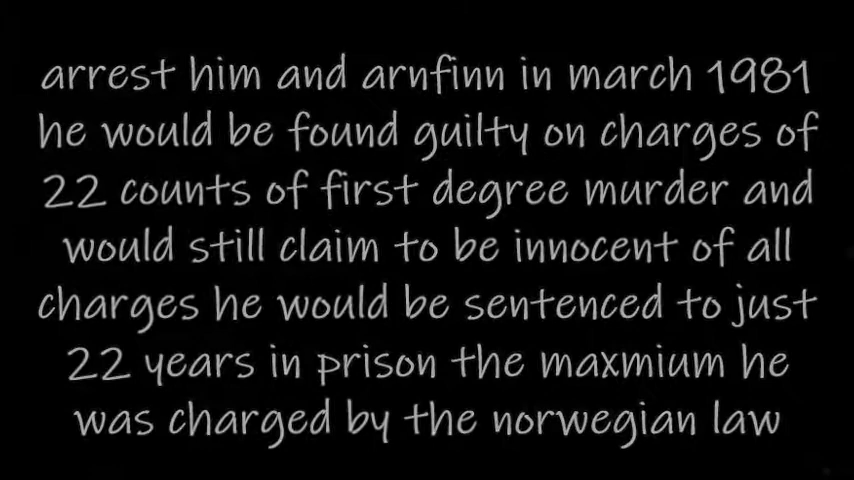 arrest him and arnfinn in march 1981
he would be found guilty on charges of
22 counts of first degree murder and
would still claim to be innocent of all
charges he would be sentenced to just
22 years in prison the maxmium he
was charged by the norwegian law